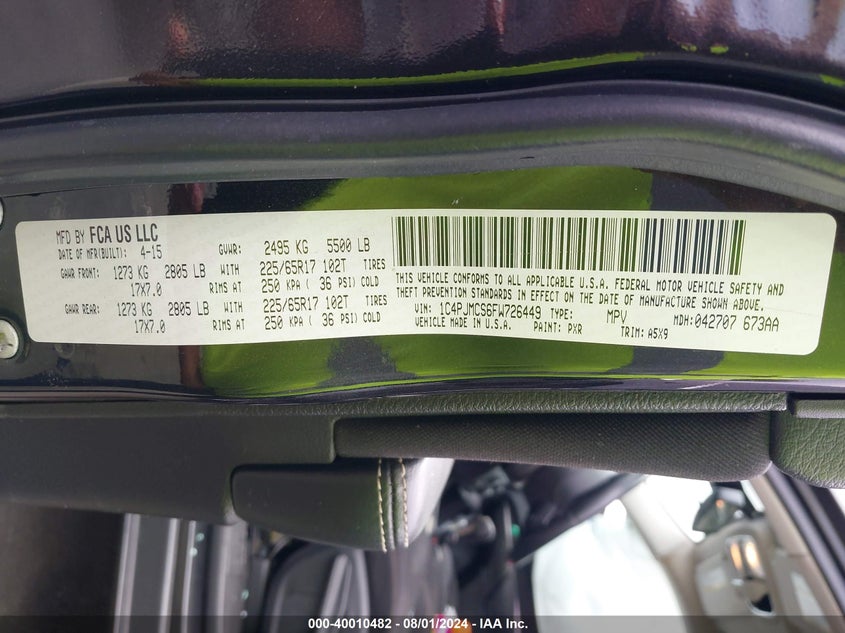 MFD BY FCA US LLC
DATE OF MFR(BUILT): 4-15 GVWR: 2495 KG 5500 LB
GAWR FRONT: 1273 KG 2805 LB WITH 225/65R17 102T TIRES
17X7.0 RIMS AT 250 KPA ( 36 PSI) COLD
GAWR REAR: 1273 KG 2805 LB WITH 225/65R17 102T TIRES
17X7.0 RIMS AT 250 KPA ( 36 PSI) COLD
THIS VEHICLE CONFORMS TO ALL APPLICABLE U.S.A. FEDERAL MOTOR VEHICLE SAFETY AND
THEFT PREVENTION STANDARDS IN EFFECT ON THE DATE OF MANUFACTURE SHOWN ABOVE.
VIN: 1C4PJMCS6FW726449 TYPE: MPV MDH:042707 673AA
VEHICLE MADE IN U.S.A. PAINT: PXR TRIM: A5X9
000-40010482 - 08/01/2024 - IAA Inc.